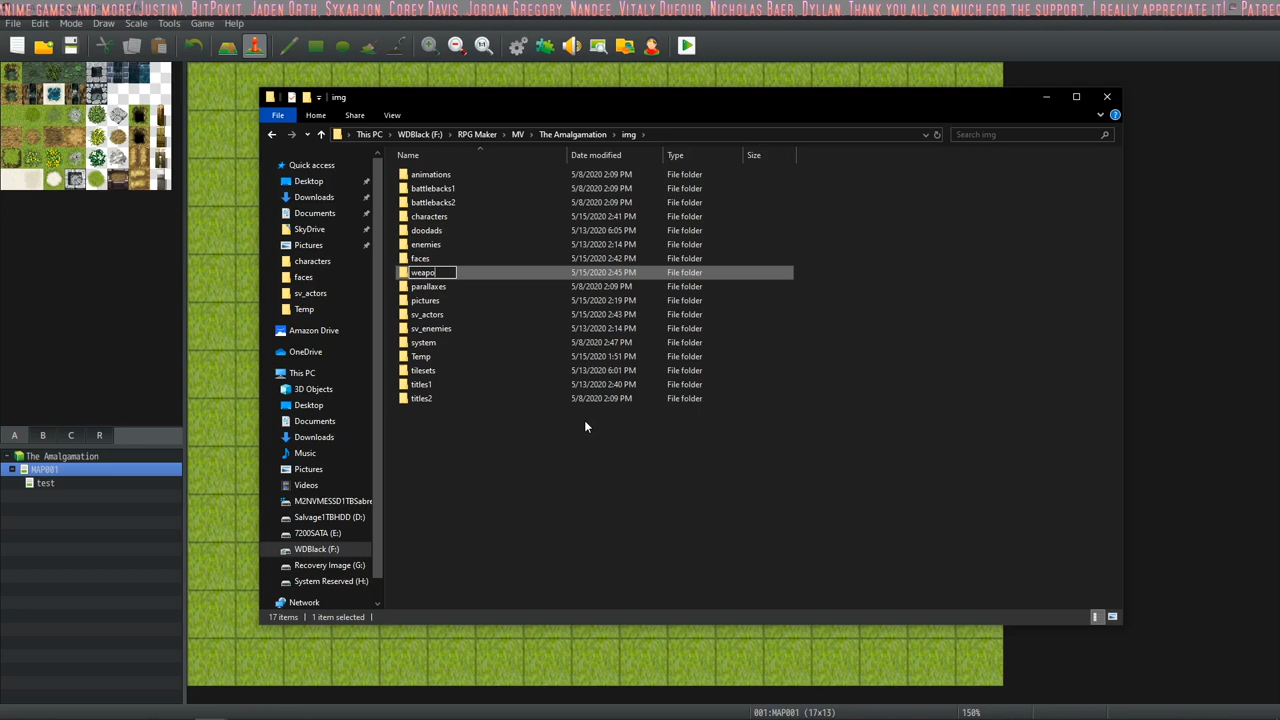 nime games and more(Justin), BitPokit, Jaden Orth, Sykarjon, Corey Davis, Jordan Gregory, Nandee, Vitaly Dufour, Nicholas Baer, Dyllan, Thank you all so much for the support, I really appreciate it! Patreo
File Edit Mode Draw Scale Tools Game Help
img
File Home Share View
This PC > WDBlack (F:) > RPG Maker > MV > The Amalgamation > img >
Search img
Name Date modified Type Size
Quick access
Desktop
Downloads
Documents
SkyDrive
Pictures
characters
faces
sv_actors
Temp
Amazon Drive
OneDrive
This PC
3D Objects
Desktop
Documents
Downloads
Music
Pictures
Videos
M2NVMESSD1TBSabre
Salvage1TBHDD (D:)
7200SATA (E:)
WDBlack (F:)
Recovery Image (G:)
System Reserved (H:)
Network
animations 5/8/2020 2:09 PM File folder
battlebacks1 5/8/2020 2:09 PM File folder
battlebacks2 5/8/2020 2:09 PM File folder
characters 5/15/2020 2:41 PM File folder
doodads 5/13/2020 6:05 PM File folder
enemies 5/13/2020 2:14 PM File folder
faces 5/15/2020 2:42 PM File folder
weapo 5/15/2020 2:45 PM File folder
parallaxes 5/8/2020 2:09 PM File folder
pictures 5/15/2020 2:19 PM File folder
sv_actors 5/15/2020 2:43 PM File folder
sv_enemies 5/13/2020 2:14 PM File folder
system 5/8/2020 2:47 PM File folder
Temp 5/15/2020 1:51 PM File folder
tilesets 5/13/2020 6:01 PM File folder
titles1 5/13/2020 2:40 PM File folder
titles2 5/8/2020 2:09 PM File folder
17 items 1 item selected
A B C R
The Amalgamation
MAP001
test
001:MAP001 (17×13) 150%